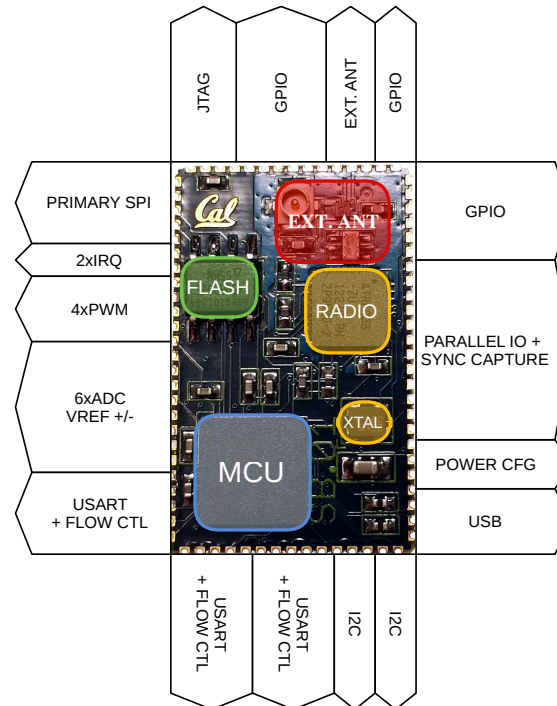 JTAG
GPIO
EXT. ANT
GPIO
PRIMARY SPI
2xIRQ
4xPWM
6xADC
VREF +/-
USART
+ FLOW CTL
Cal
EXT. ANT
FLASH
RADIO
XTAL
MCU
GPIO
PARALLEL IO +
SYNC CAPTURE
POWER CFG
USB
USART
+ FLOW CTL
USART
+ FLOW CTL
I2C
I2C